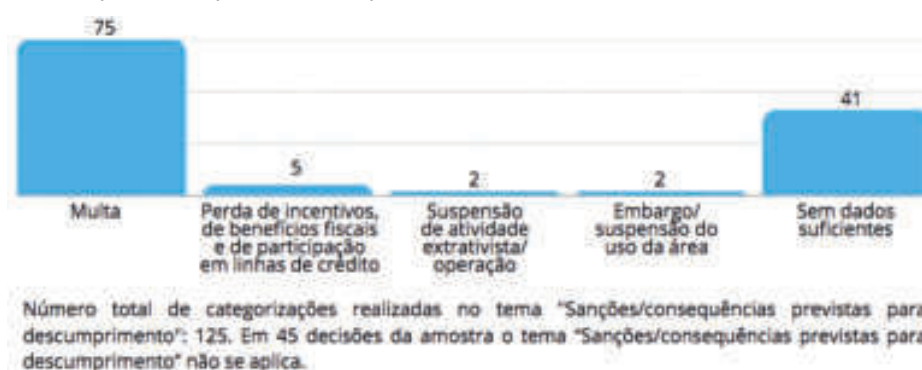 75
5
2
2
41
Multa
Perda de incentivos,
de benefícios fiscais
e de participação
em linhas de crédito
Suspensão
de atividade
extrativista/
operação
Embargo/
suspensão do
uso da área
Sem dados
suficientes
Número total de categorizações realizadas no tema "Sanções/consequências previstas para
descumprimento": 125. Em 45 decisões da amostra o tema "Sanções/consequências previstas para
descumprimento" não se aplica.